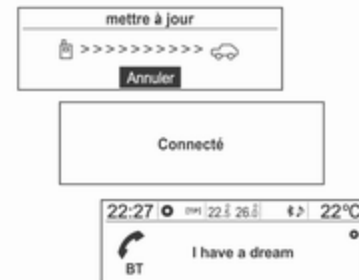 mettre à jour
>>>>>>>>>>
Annuler
Connecté
22:27 22.5 26.0 22°C
BT
I have a dream